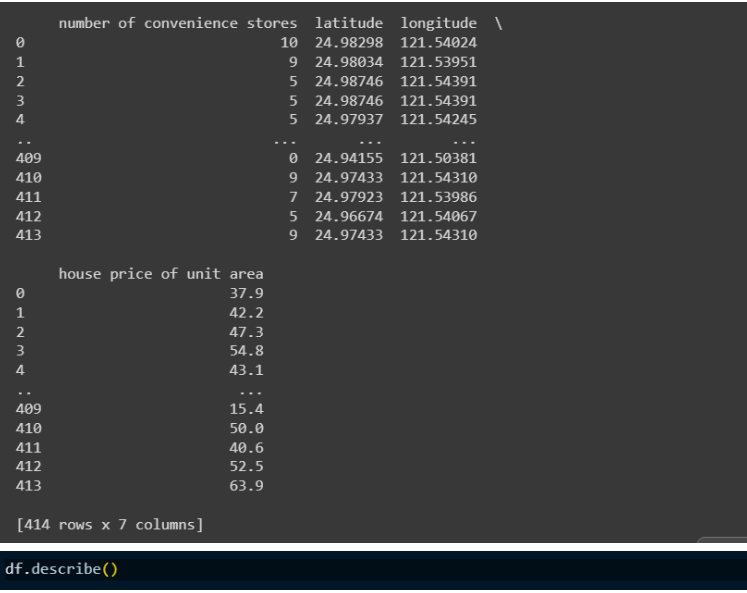 number of convenience stores  latitude  longitude  \
0                              10  24.98298  121.54024
1                               9  24.98034  121.53951
2                               5  24.98746  121.54391
3                               5  24.98746  121.54391
4                               5  24.97937  121.54245
..                            ...       ...        ...
409                             0  24.94155  121.50381
410                             9  24.97433  121.54310
411                             7  24.97923  121.53986
412                             5  24.96674  121.54067
413                             9  24.97433  121.54310

     house price of unit area
0                        37.9
1                        42.2
2                        47.3
3                        54.8
4                        43.1
..                        ...
409                      15.4
410                      50.0
411                      40.6
412                      52.5
413                      63.9

[414 rows x 7 columns]
df.describe()